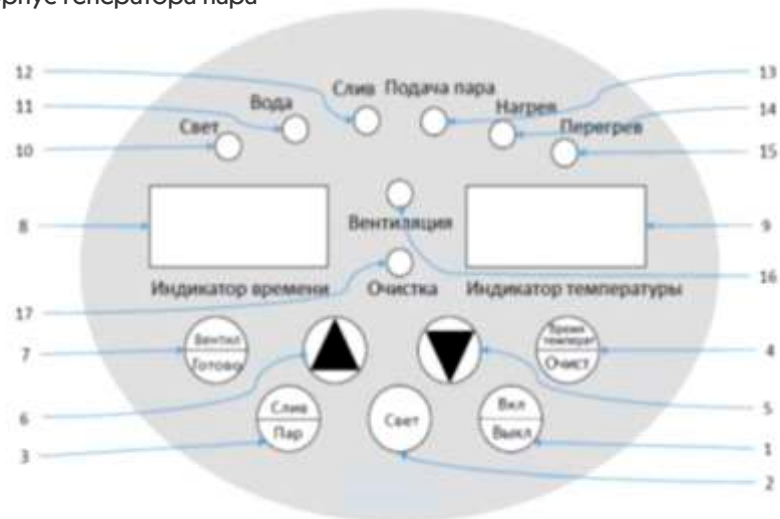 генератора пара
12
Слив Подача пара
13
11
Вода
Нагрев
14
Свет
Перегрев
10
15
8
Вентиляция
9
16
Индикатор времени
Очистка
Индикатор температуры
17
Вентил
Готово
Время
температ
Очист
7
4
6
Слив
Пар
Свет
Вкл
Выкл
5
3
1
2